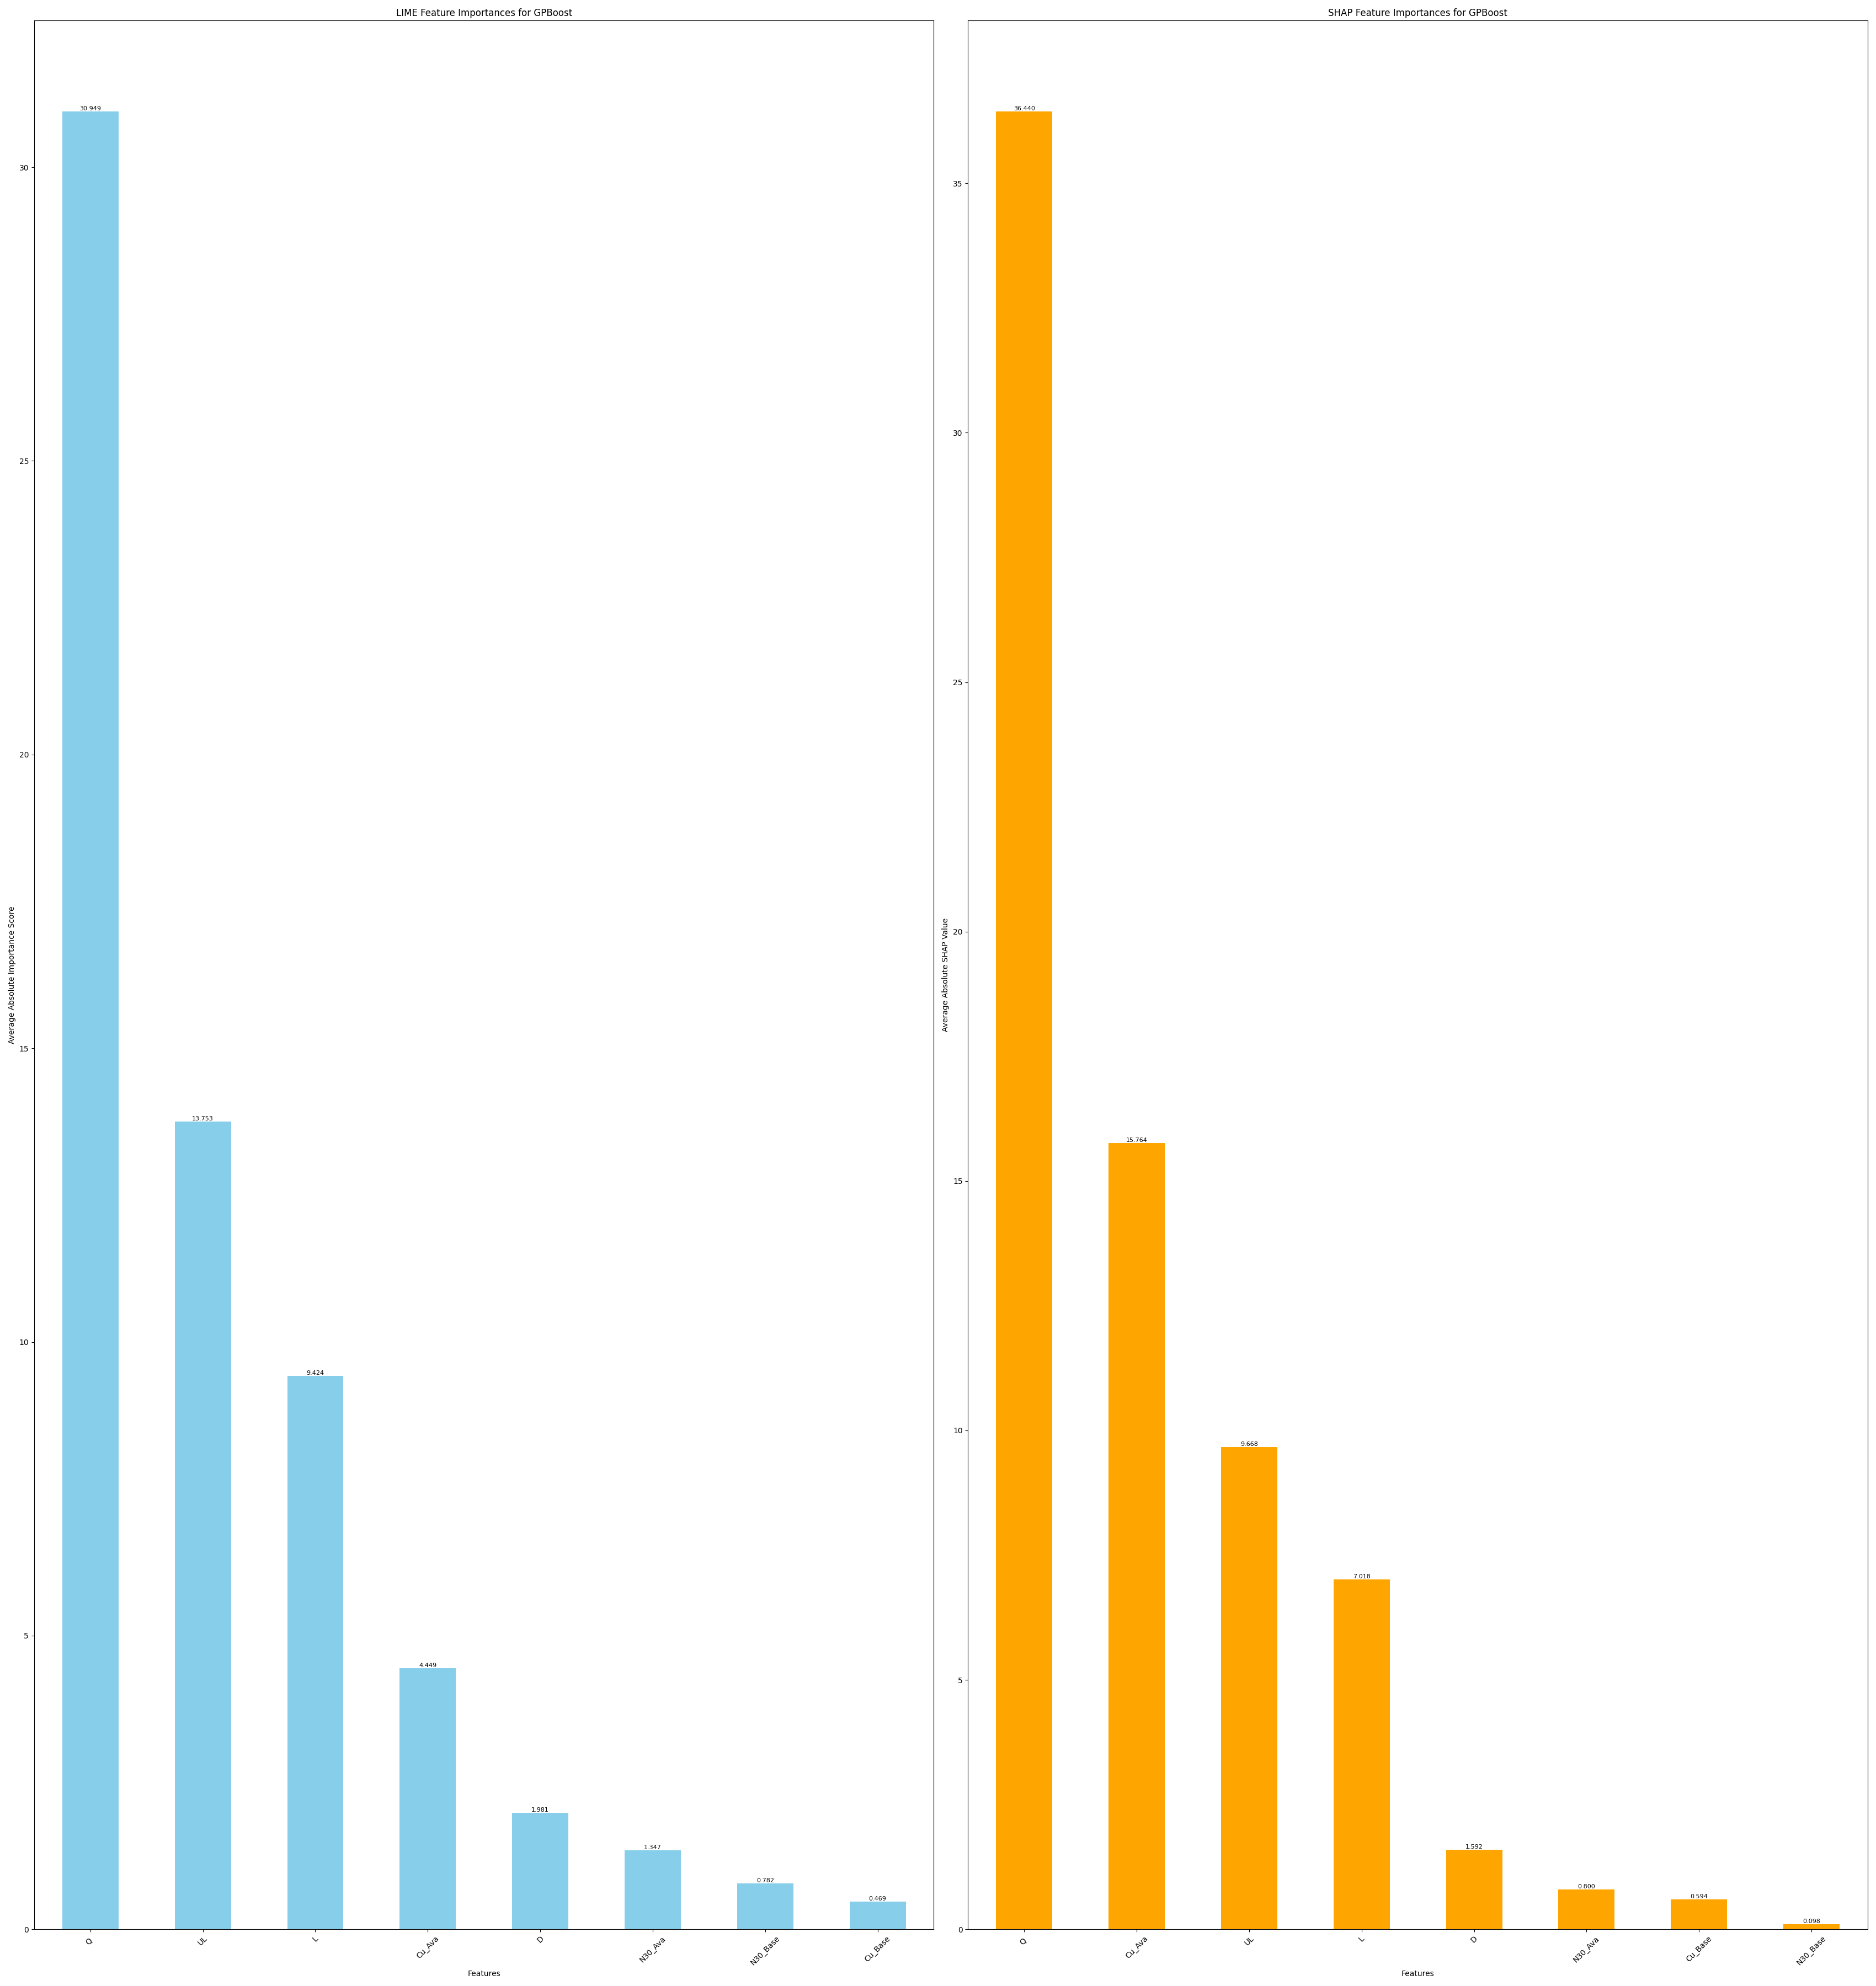 LIME Feature Importances for GPBoost
Average Absolute Importance Score
30
25
20
15
10
5
0
30.949
13.753
9.424
4.449
1.981
1.347
0.782
0.469
Q
UL
L
Cu_Ava
D
N30_Ava
N30_Base
Cu_Base
Features
SHAP Feature Importances for GPBoost
Average Absolute SHAP Value
35
30
25
20
15
10
5
0
36.440
15.764
9.668
7.018
1.592
0.800
0.594
0.098
Q
Cu_Ava
UL
L
D
N30_Ava
Cu_Base
N30_Base
Features